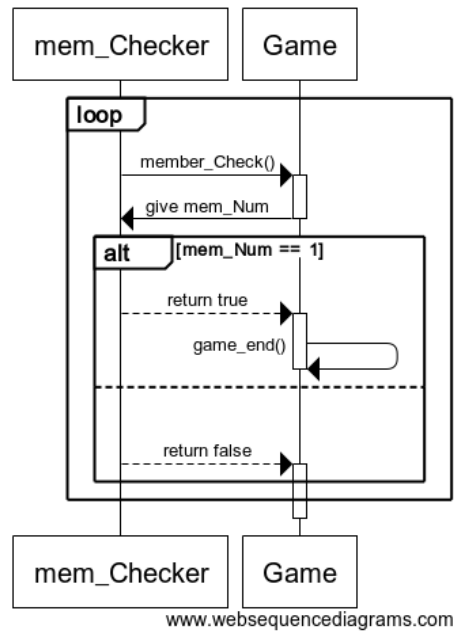 mem_Checker
Game
loop
member_Check()
give mem_Num
alt
[mem_Num == 1]
return true
game_end()
return false
mem_Checker
Game
www.websequencediagrams.com